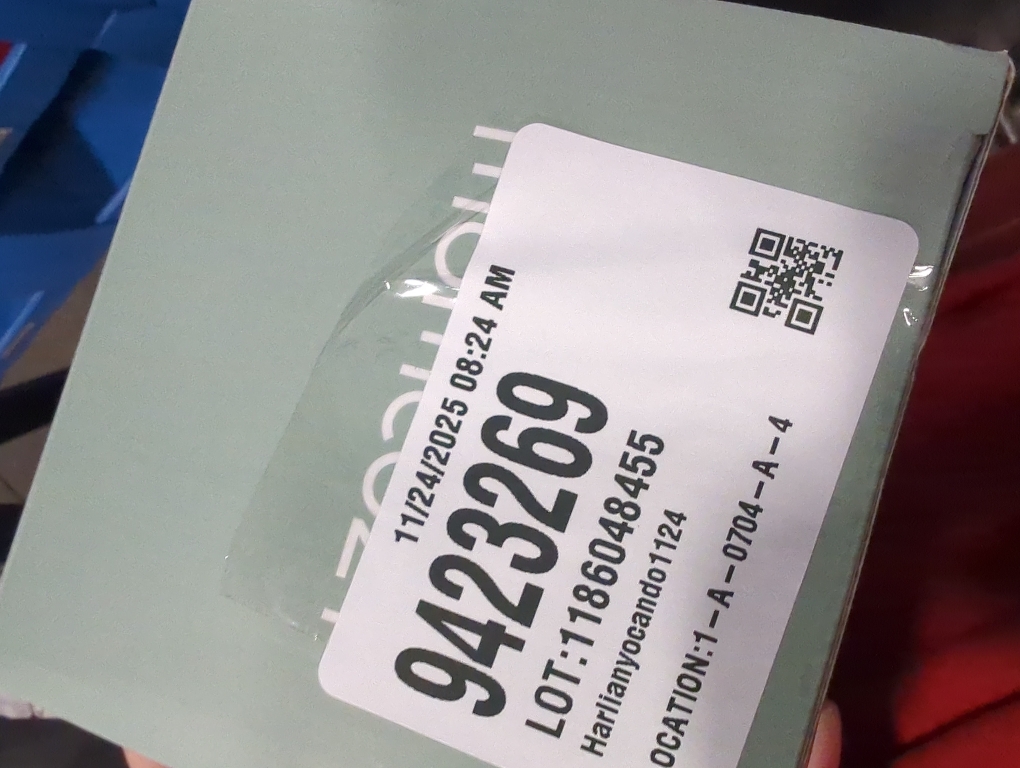 11/24/2025 08:24 AM
9423269
LOT:1186048455
Harlianyocando1124
OCATION:1-A-0704-A-4